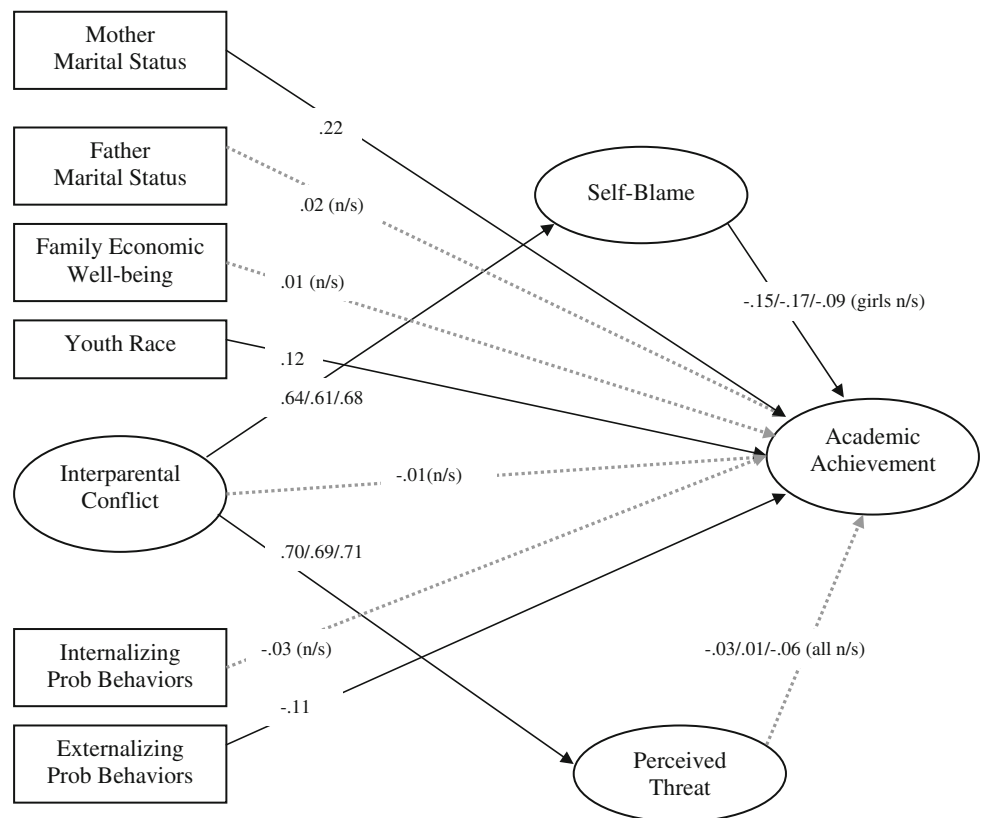 Mother
Marital Status
.22
Father
Marital Status
.02 (n/s)
Self-Blame
Family Economic
Well-being
.01 (n/s)
-.15/-.17/-.09 (girls n/s)
Youth Race
.12
.64/.61/.68
Academic
Achievement
Interparental
Conflict
-.01(n/s)
.70/.69/.71
Internalizing
Prob Behaviors
-.03 (n/s)
-.03/.01/-.06 (all n/s)
-.11
Externalizing
Prob Behaviors
Perceived
Threat